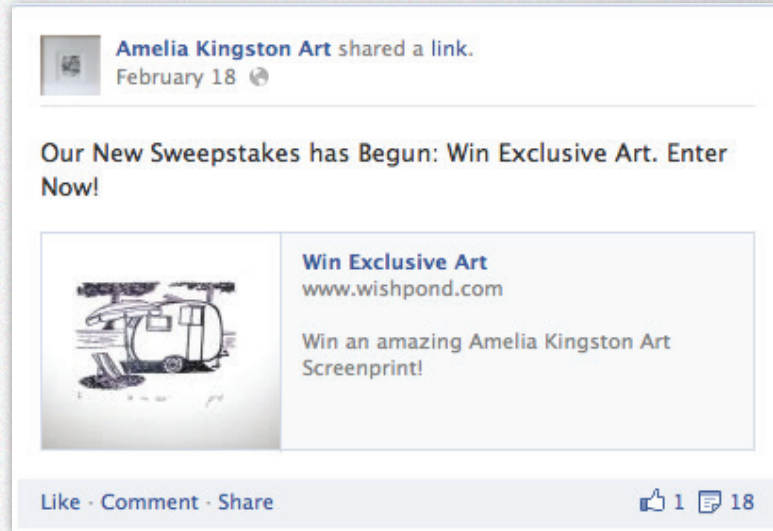 Amelia Kingston Art shared a link.
February 18
Our New Sweepstakes has Begun: Win Exclusive Art. Enter
Now!
Win Exclusive Art
www.wishpond.com
Win an amazing Amelia Kingston Art
Screenprint!
Like · Comment · Share 1 18